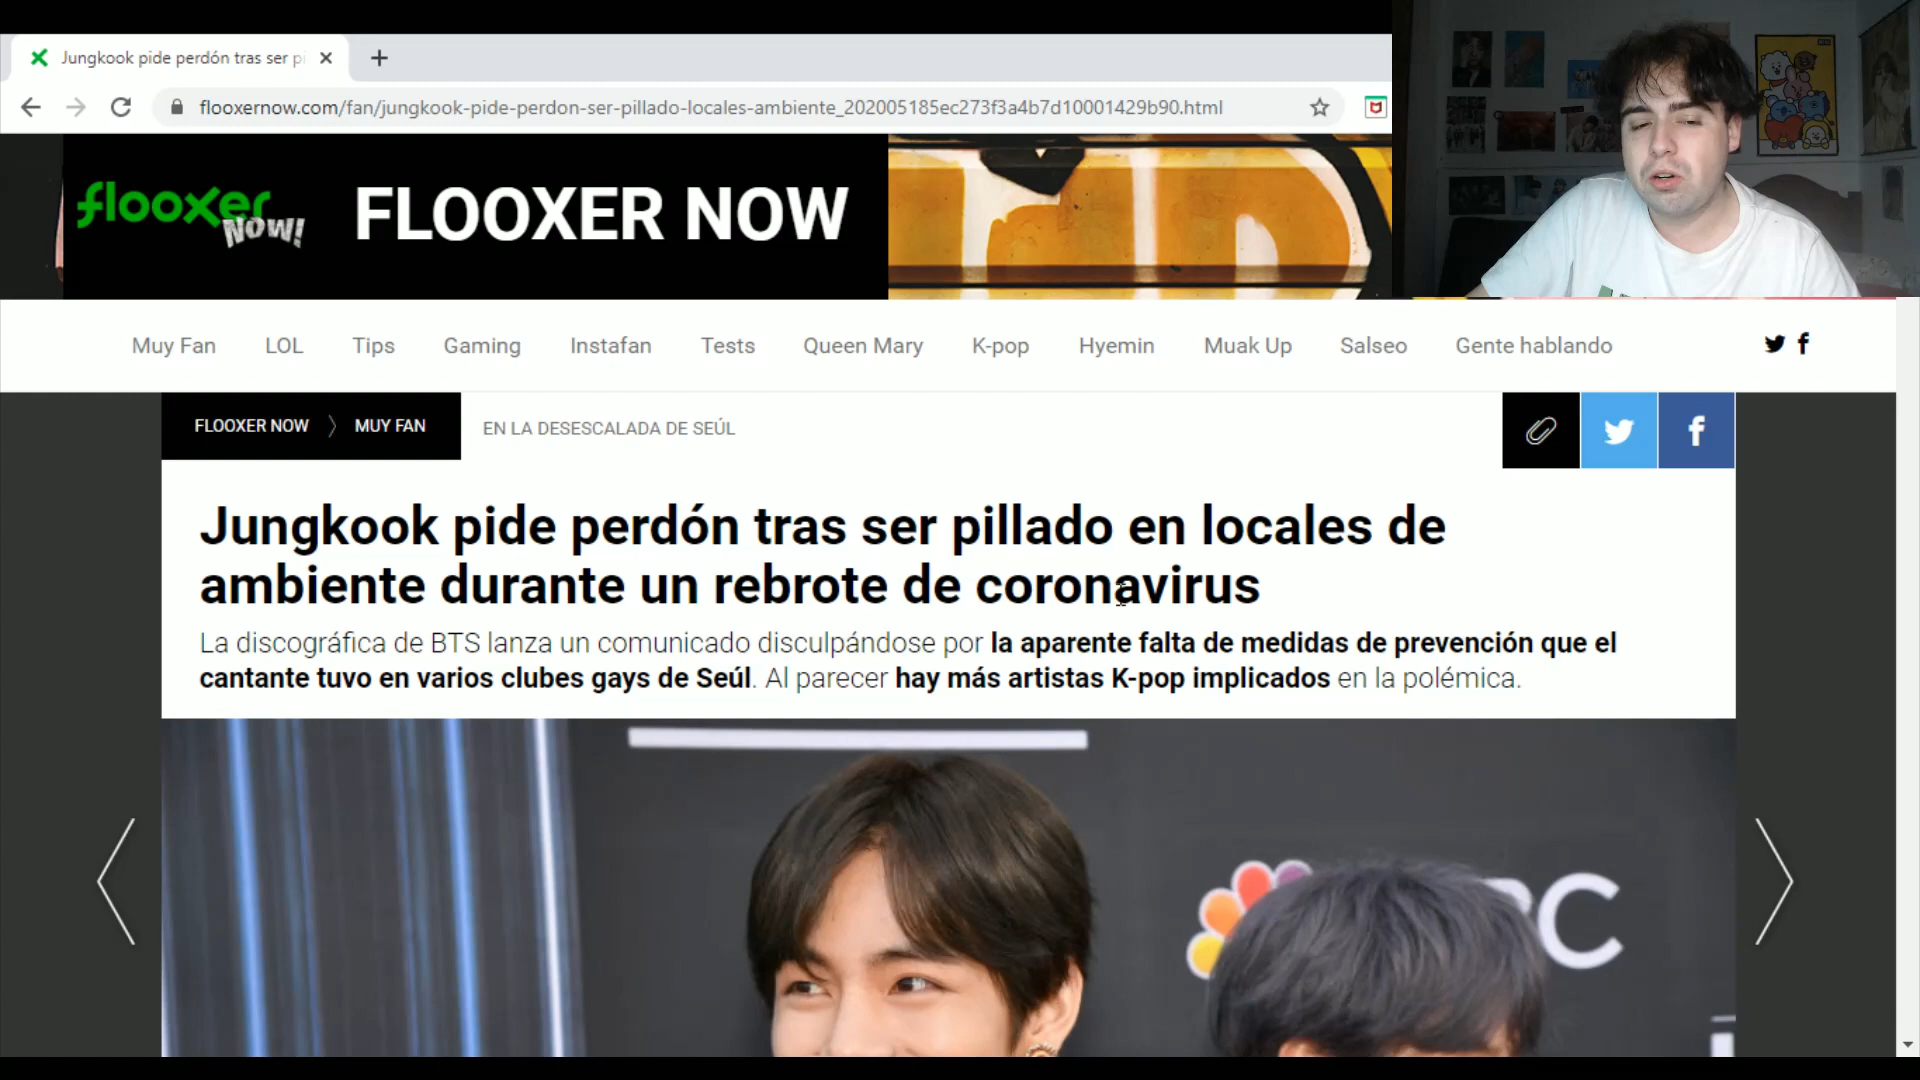 Jungkook pide perdón tras ser pi
flooxernow.com/fan/jungkook-pide-perdon-ser-pillado-locales-ambiente_202005185ec273f3a4b7d10001429b90.html
flooxer
NOW!
FLOOXER NOW
Muy Fan LOL Tips Gaming Instafan Tests Queen Mary K-pop Hyemin Muak Up Salseo Gente hablando
FLOOXER NOW MUY FAN EN LA DESESCALADA DE SEÚL
Jungkook pide perdón tras ser pillado en locales de
ambiente durante un rebrote de coronavirus
La discográfica de BTS lanza un comunicado disculpándose por la aparente falta de medidas de prevención que el
cantante tuvo en varios clubes gays de Seúl. Al parecer hay más artistas K-pop implicados en la polémica.